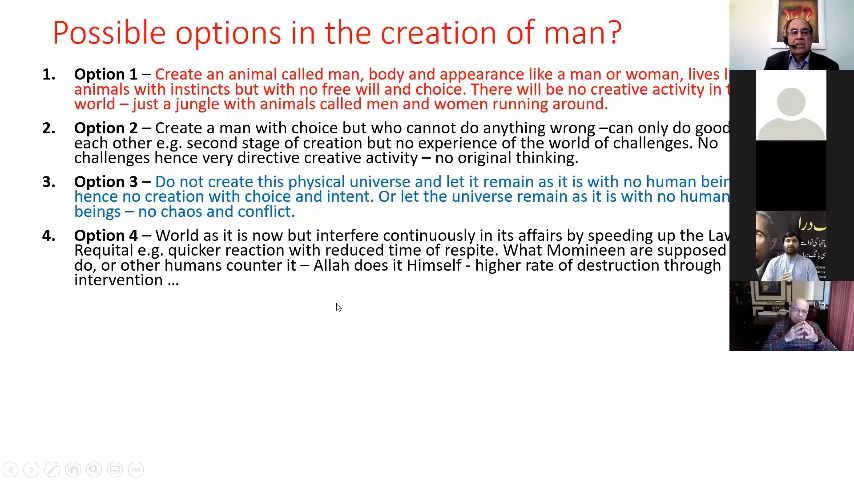 Possible options in the creation of man?
1. Option 1 – Create an animal called man, body and appearance like a man or woman, lives
animals with instincts but with no free will and choice. There will be no creative activity in
world – just a jungle with animals called men and women running around.
2. Option 2 – Create a man with choice but who cannot do anything wrong –can only do good
each other e.g. second stage of creation but no experience of the world of challenges. No
challenges hence very directive creative activity – no original thinking.
3. Option 3 – Do not create this physical universe and let it remain as it is with no human
hence no creation with choice and intent. Or let the universe remain as it is with no human
beings – no chaos and conflict.
4. Option 4 – World as it is now but interfere continuously in its affairs by speeding up the
Requital e.g. quicker reaction with reduced time of respite. What Momineen are supposed
do, or other humans counter it – Allah does it Himself - higher rate of destruction through
intervention ...